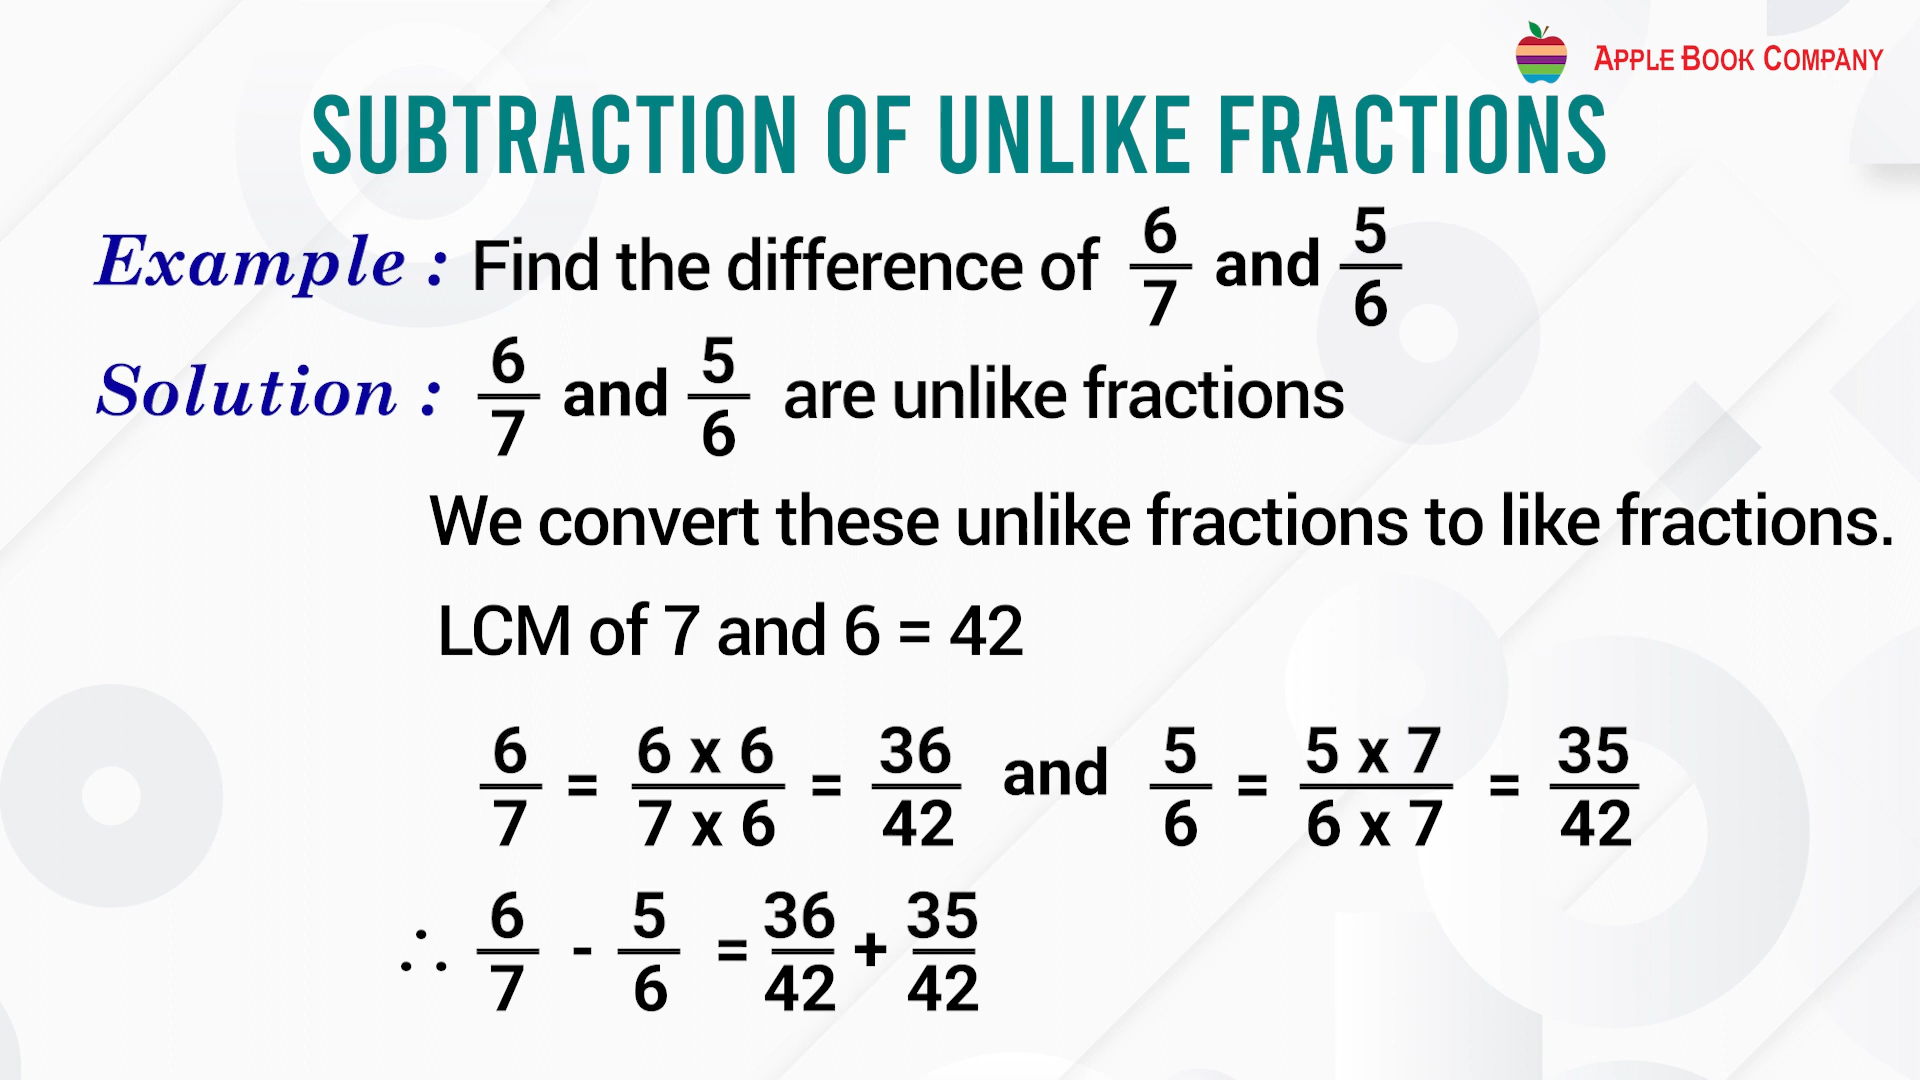 APPLE BOOK COMPANY
SUBTRACTION OF UNLIKE FRACTIONS
Example : Find the difference of 6/7 and 5/6
Solution : 6/7 and 5/6 are unlike fractions
We convert these unlike fractions to like fractions.
LCM of 7 and 6 = 42
6/7 = 6 x 6/7 x 6 = 36/42 and 5/6 = 5 x 7/6 x 7 = 35/42
∴ 6/7 - 5/6 = 36/42 + 35/42